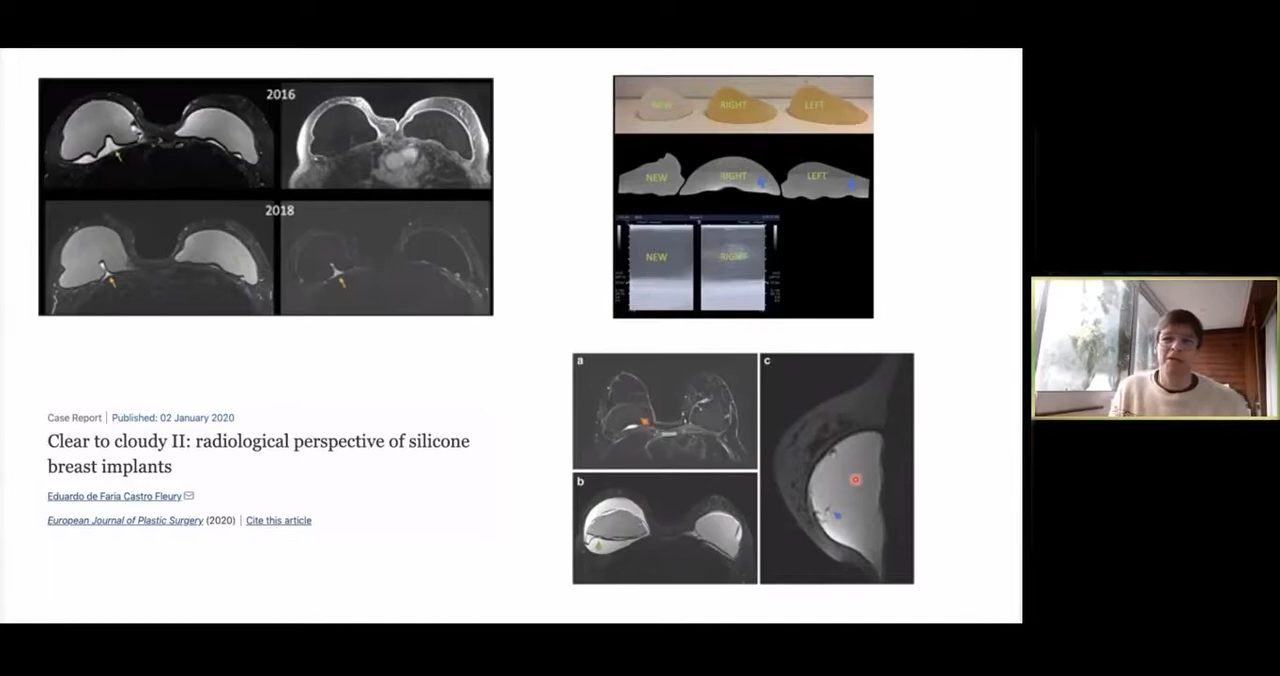 2016
2018
NEW
RIGHT
LEFT
NEW
RIGHT
LEFT
NEW
RIGHT
Case Report | Published: 02 January 2020
Clear to cloudy II: radiological perspective of silicone
breast implants
Eduardo de Faria Castro Fleury
European Journal of Plastic Surgery (2020) | Cite this article
a
b
c